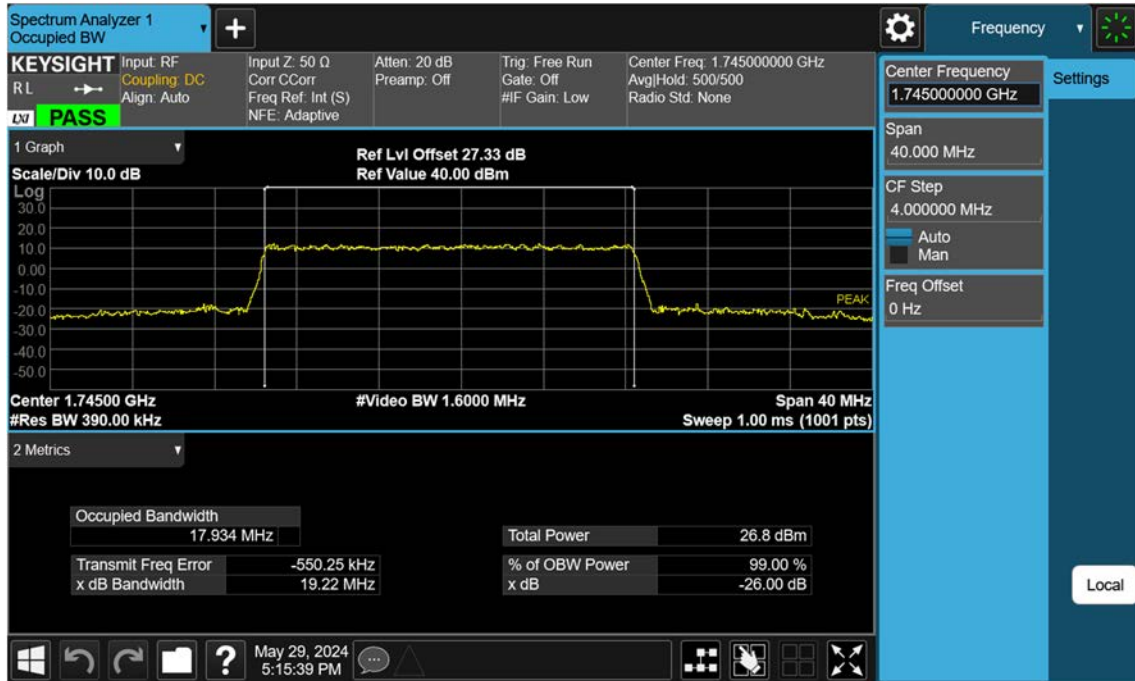 Spectrum Analyzer 1
Occupied BW
+
Frequency
KEYSIGHT
R L
LXI PASS
Input: RF
Coupling: DC
Align: Auto
Input Z: 50 Ω
Corr CCorr
Freq Ref: Int (S)
NFE: Adaptive
Atten: 20 dB
Preamp: Off
Trig: Free Run
Gate: Off
#IF Gain: Low
Center Freq: 1.745000000 GHz
Avg|Hold: 500/500
Radio Std: None
Center Frequency
1.745000000 GHz
Settings
Span
40.000 MHz
CF Step
4.000000 MHz
Auto
Man
Freq Offset
0 Hz
Local
1 Graph
Scale/Div 10.0 dB
Ref Lvl Offset 27.33 dB
Ref Value 40.00 dBm
Log
30.0
20.0
10.0
0.00
-10.0
-20.0
-30.0
-40.0
-50.0
PEAK
Center 1.74500 GHz
#Video BW 1.6000 MHz
Span 40 MHz
#Res BW 390.00 kHz
Sweep 1.00 ms (1001 pts)
2 Metrics
Occupied Bandwidth
17.934 MHz
Total Power 26.8 dBm
Transmit Freq Error -550.25 kHz
% of OBW Power 99.00 %
x dB Bandwidth 19.22 MHz
x dB -26.00 dB
?
May 29, 2024
5:15:39 PM